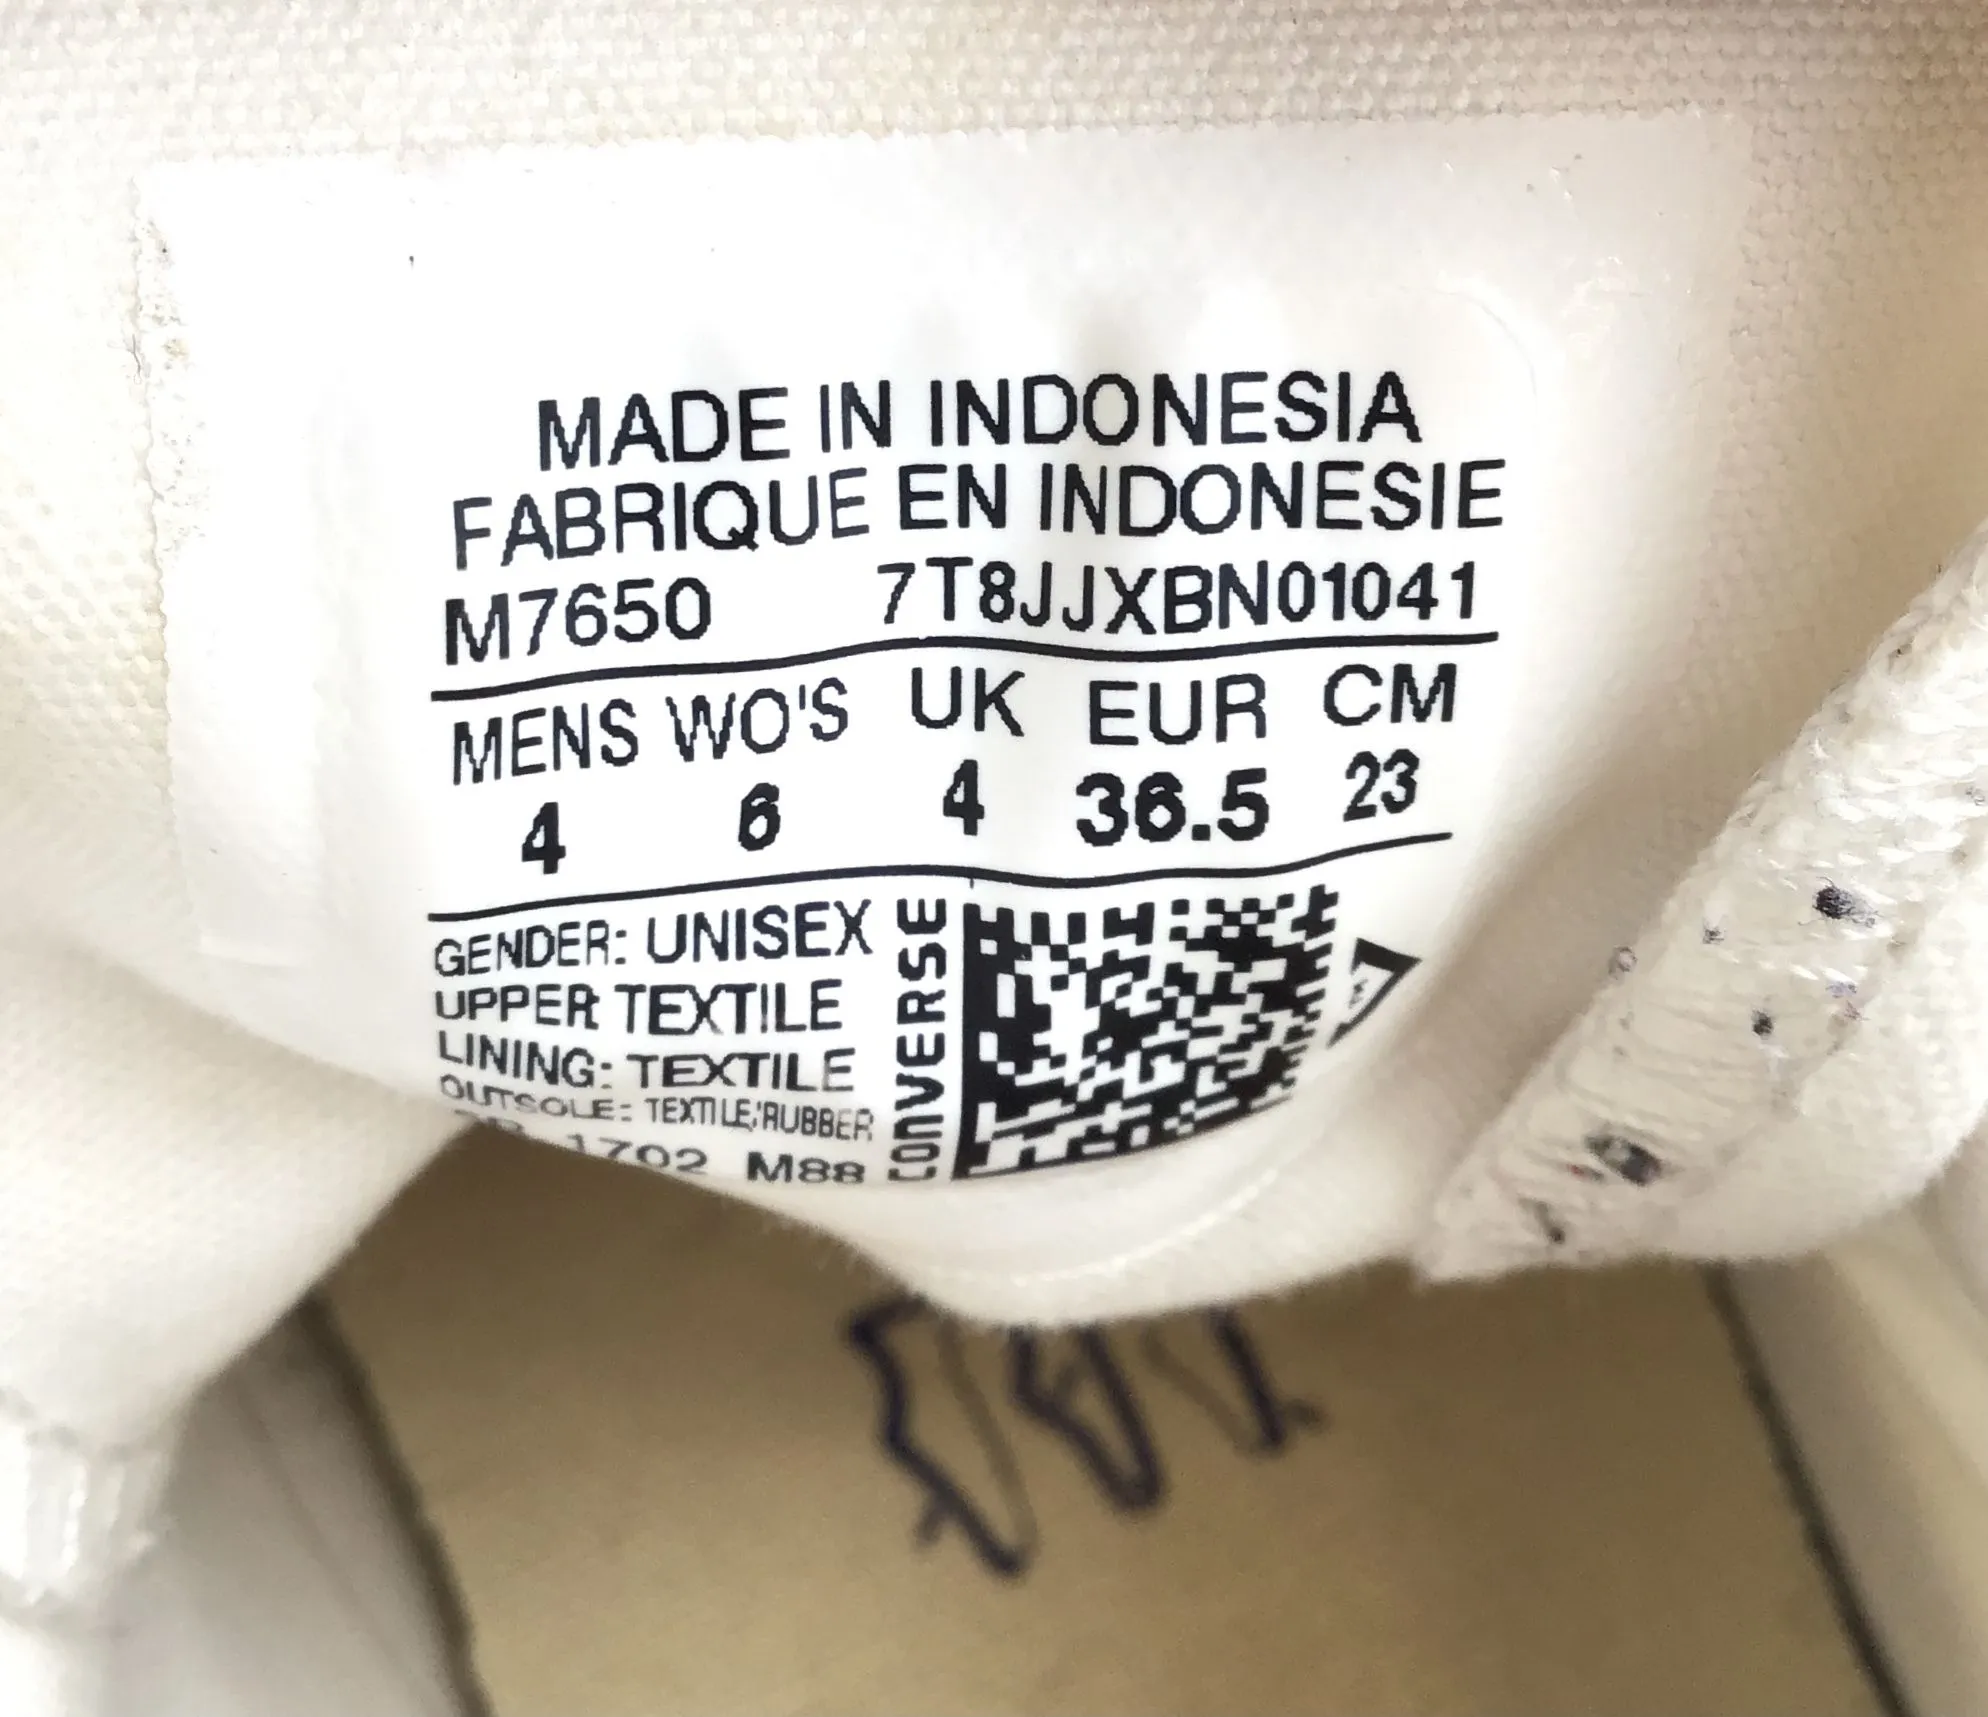 MADE IN INDONESIA
FABRIQUE EN INDONESIE
M7650 7T8JJXBN01041
MENS WO'S UK EUR CM
4 6 4 36.5 23
GENDER: UNISEX
UPPER: TEXTILE
LINING: TEXTILE
OUTSOLE: TEXTILE/RUBBER
1702 M88
CONVERSE